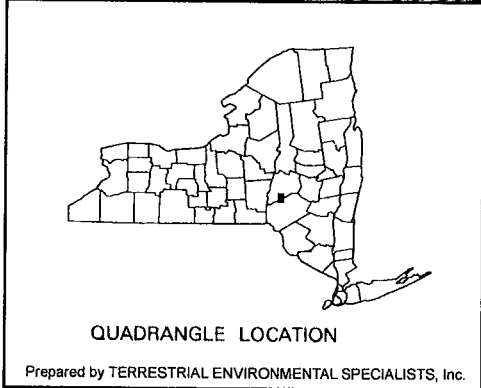 QUADRANGLE LOCATION
Prepared by TERRESTRIAL ENVIRONMENTAL SPECIALISTS, Inc.